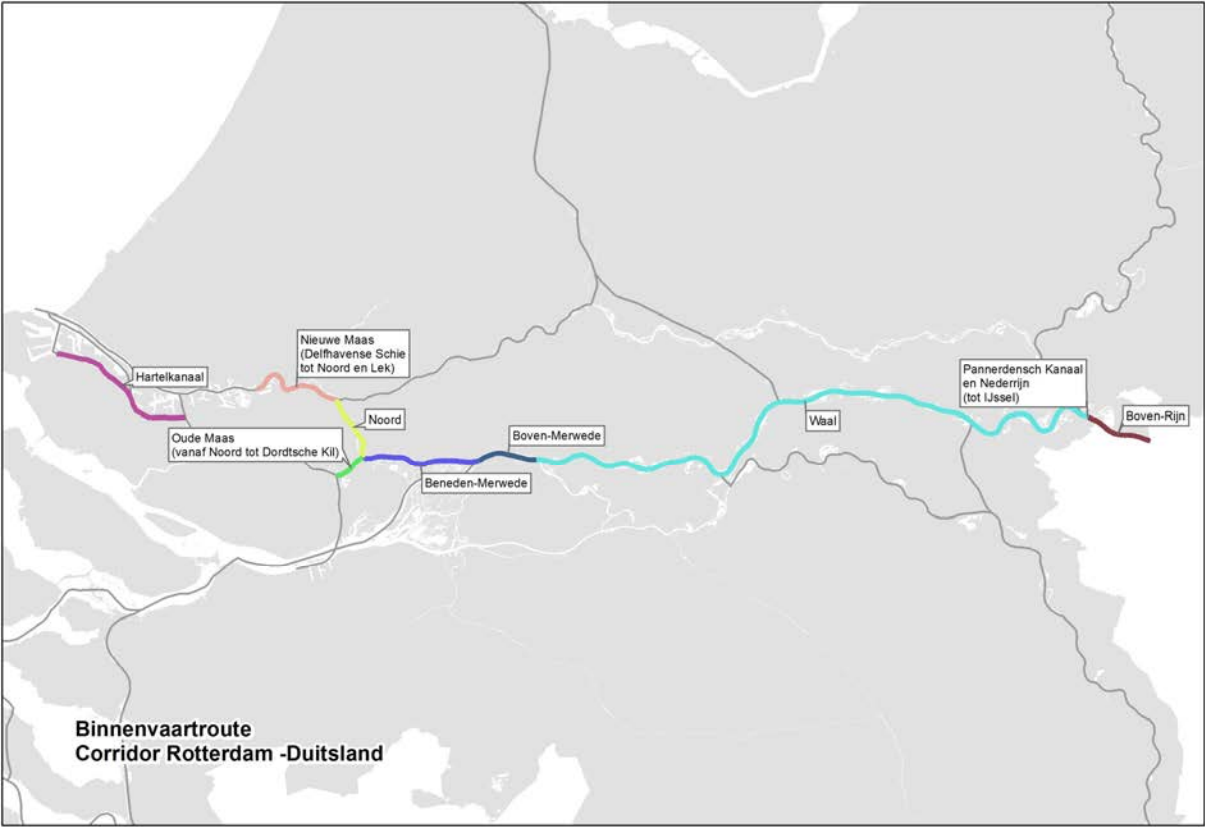 Nieuwe Maas
(Delfhavense Schie
tot Noord en Lek)
Hartelkanaal
Pannerdensch Kanaal
en Nederrijn
(tot IJssel)
Boven-Rijn
Noord
Waal
Oude Maas
(vanaf Noord tot Dordtsche Kil)
Boven-Merwede
Beneden-Merwede
Binnenvaartroute
Corridor Rotterdam -Duitsland